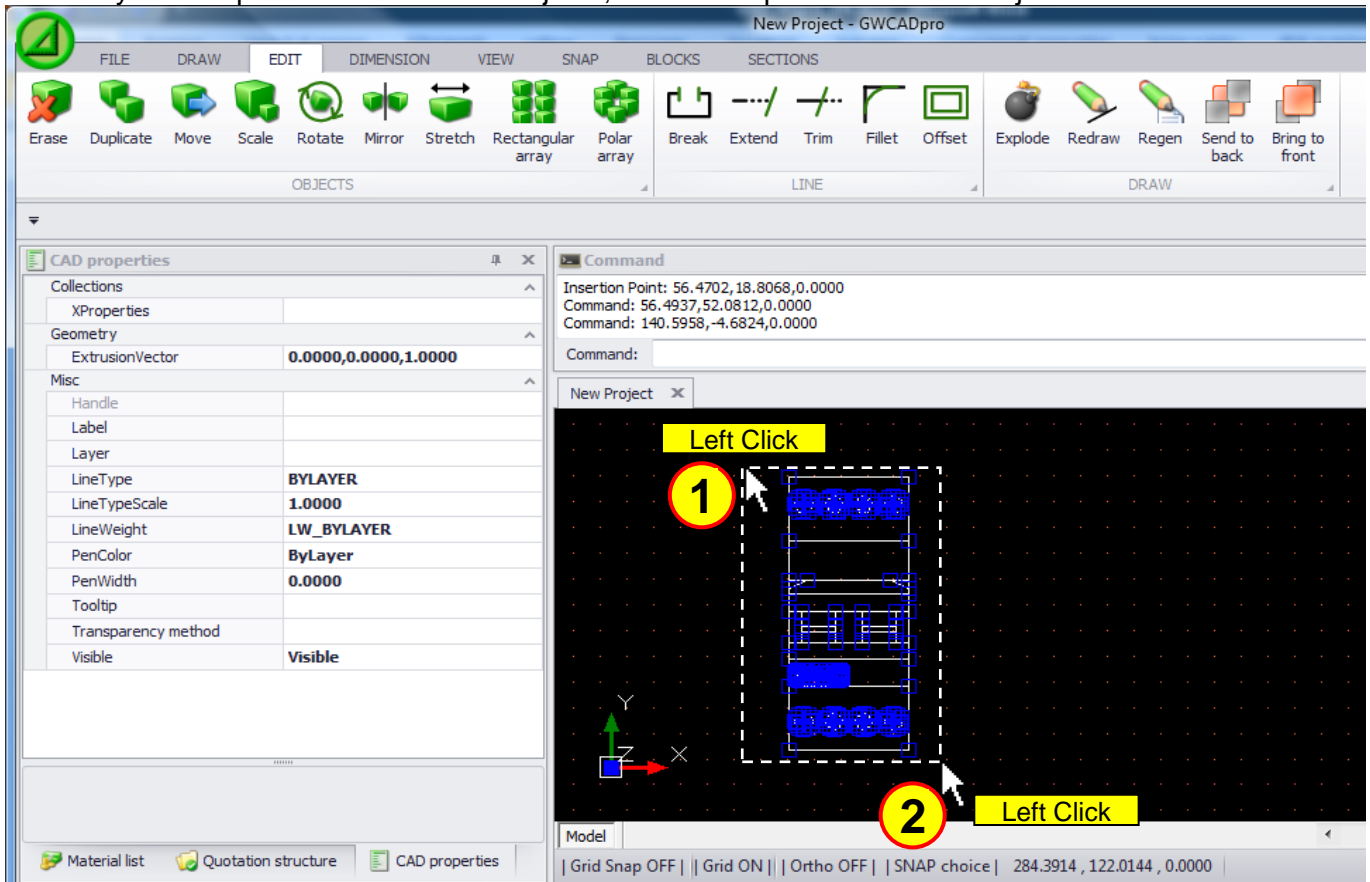 New Project - GWCADpro
FILE DRAW EDIT DIMENSION VIEW SNAP BLOCKS SECTIONS
Erase Duplicate Move Scale Rotate Mirror Stretch Rectangular array Polar array Break Extend Trim Fillet Offset Explode Redraw Regen Send to back Bring to front
OBJECTS LINE DRAW
CAD properties
Collections
XProperties
Geometry
ExtrusionVector 0.0000,0.0000,1.0000
Misc
Handle
Label
Layer
LineType BYLAYER
LineTypeScale 1.0000
LineWeight LW_BYLAYER
PenColor ByLayer
PenWidth 0.0000
Tooltip
Transparency method
Visible Visible
Material list Quotation structure CAD properties
Command
Insertion Point: 56.4702,18.8068,0.0000
Command: 56.4937,52.0812,0.0000
Command: 140.5958,-4.6824,0.0000
Command:
New Project
Left Click
1
Y
Z X
2
Left Click
Model
| Grid Snap OFF | | Grid ON | | Ortho OFF | | SNAP choice | 284.3914 , 122.0144 , 0.0000